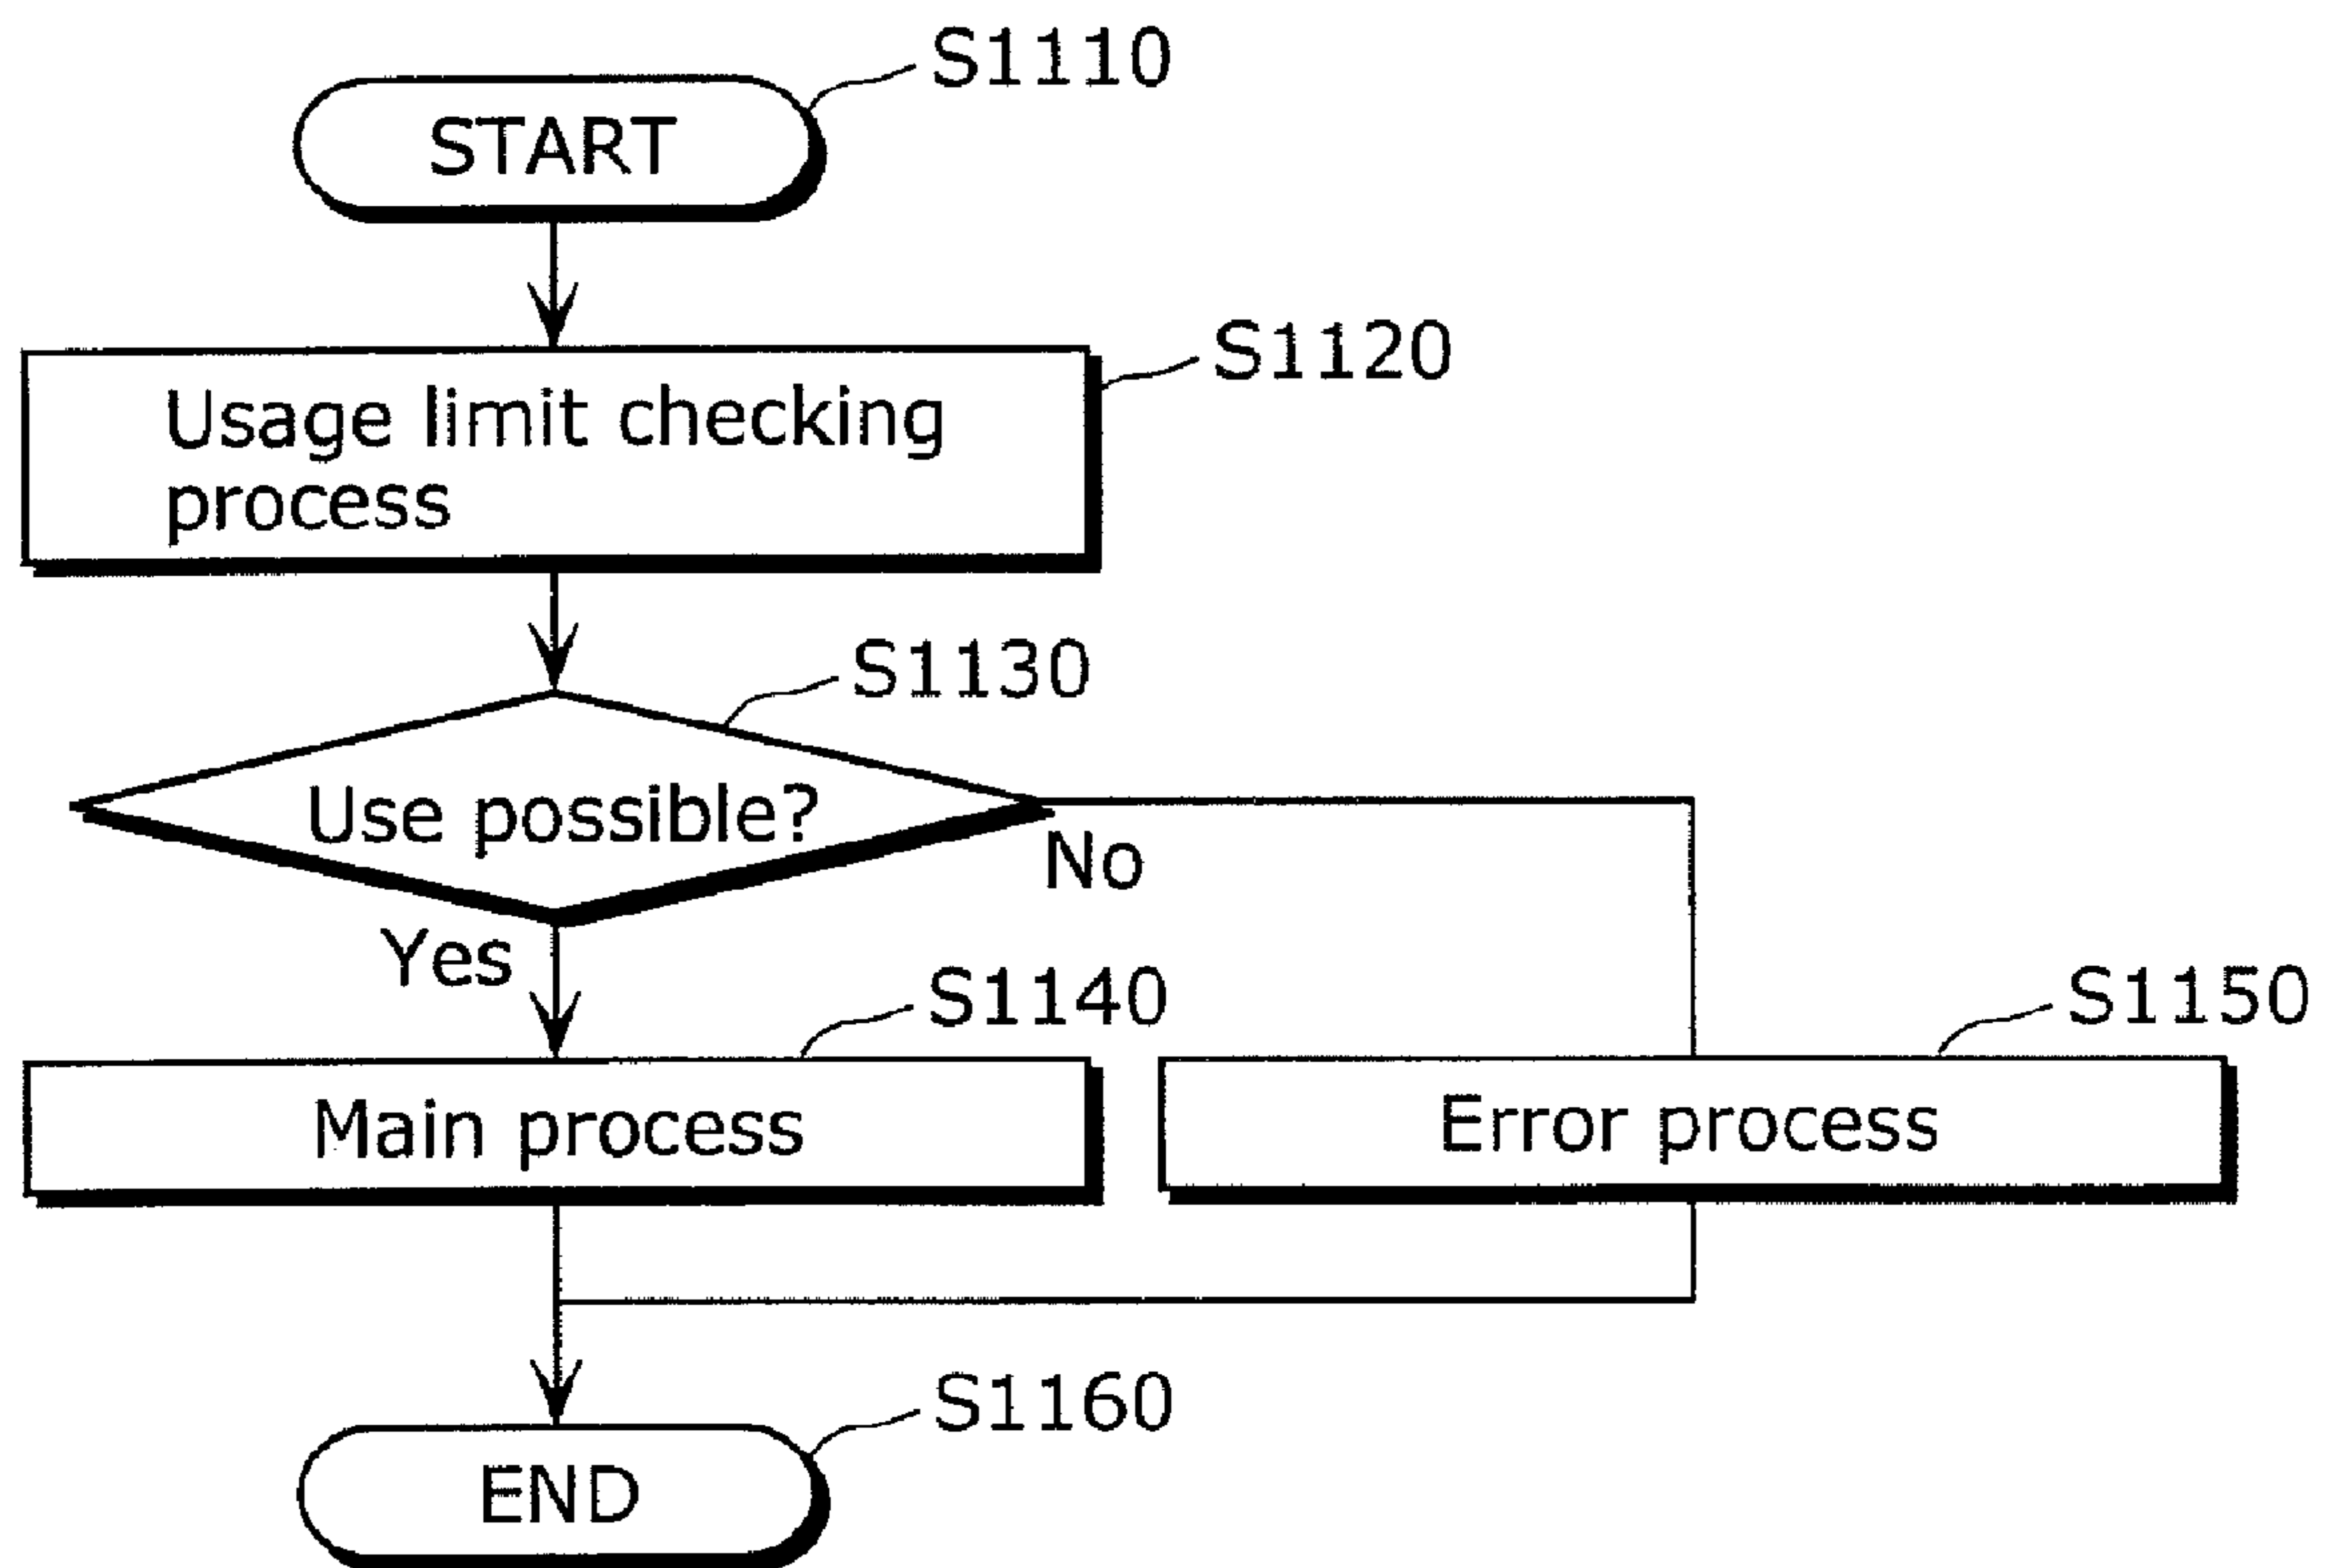 S1110
START
S1120
Usage limit checking
process
S1130
Use possible?
No
Yes
S1140
S1150
Main process
Error process
S1160
END